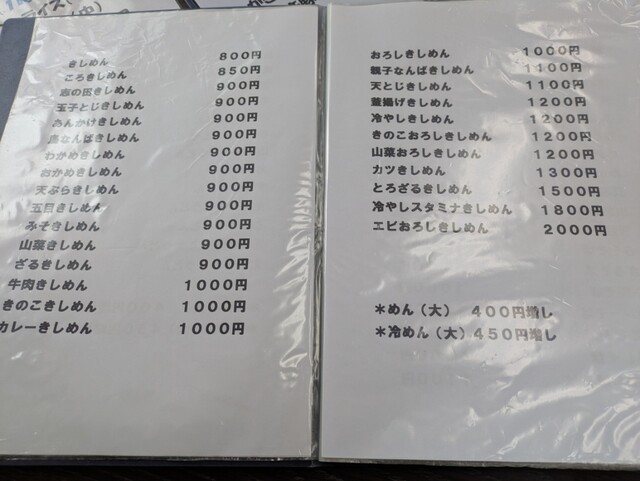 きしめん 800円
ころきしめん 850円
志の田きしめん 900円
玉子とじきしめん 900円
あんかけきしめん 900円
鳥なんばきしめん 900円
わかめきしめん 900円
おかめきしめん 900円
天ぷらきしめん 900円
五目きしめん 900円
みそきしめん 900円
山菜きしめん 900円
ざるきしめん 900円
牛肉きしめん 1000円
きのこきしめん 1000円
カレーきしめん 1000円
おろしきしめん 1000円
親子なんばきしめん 1100円
天とじきしめん 1100円
釜揚げきしめん 1200円
冷やしきしめん 1200円
きのこおろしきしめん 1200円
山菜おろしきしめん 1200円
カツきしめん 1300円
とろざるきしめん 1500円
冷やしスタミナきしめん 1800円
エビおろしきしめん 2000円
＊めん（大） 400円増し
＊冷めん（大）450円増し